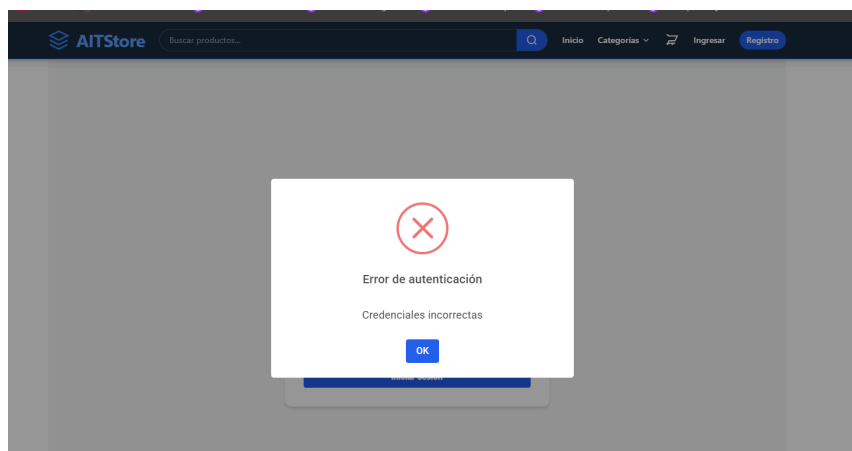 AITStore
Buscar productos...
Inicio
Categorías
Ingresar
Registro
Error de autenticación
Credenciales incorrectas
OK